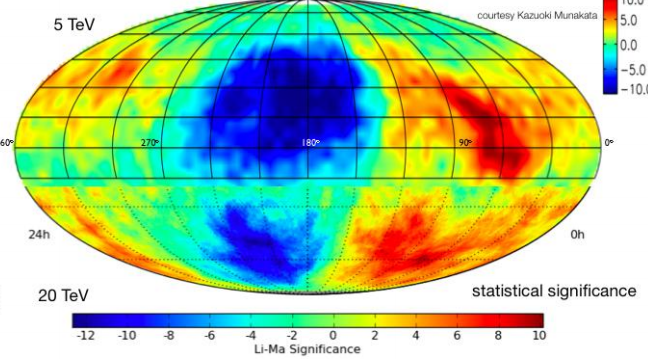 5 TeV
courtesy Kazuoki Munakata
5.0
0.0
-5.0
-10.0
60°
270°
180°
90°
0°
24h
0h
20 TeV
statistical significance
-12 -10 -8 -6 -4 -2 0 2 4 6 8 10
Li-Ma Significance